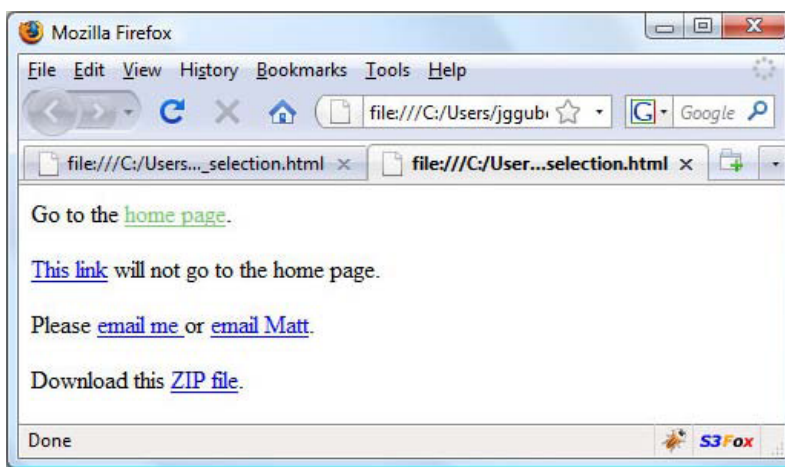 Mozilla Firefox
File Edit View History Bookmarks Tools Help
file:///C:/Users/jggub G Google
file:///C:/Users..._selection.html file:///C:/User...selection.html
Go to the home page.
This link will not go to the home page.
Please email me or email Matt.
Download this ZIP file.
Done S3Fox